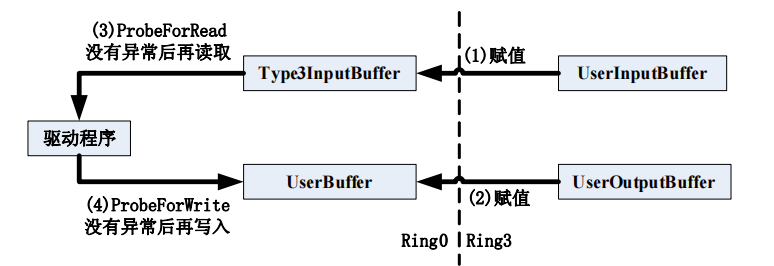 (3)ProbeForRead
没有异常后再读取
Type3InputBuffer
(1)赋值
UserInputBuffer
驱动程序
UserBuffer
(2)赋值
UserOutputBuffer
(4)ProbeForWrite
没有异常后再写入
Ring0
Ring3